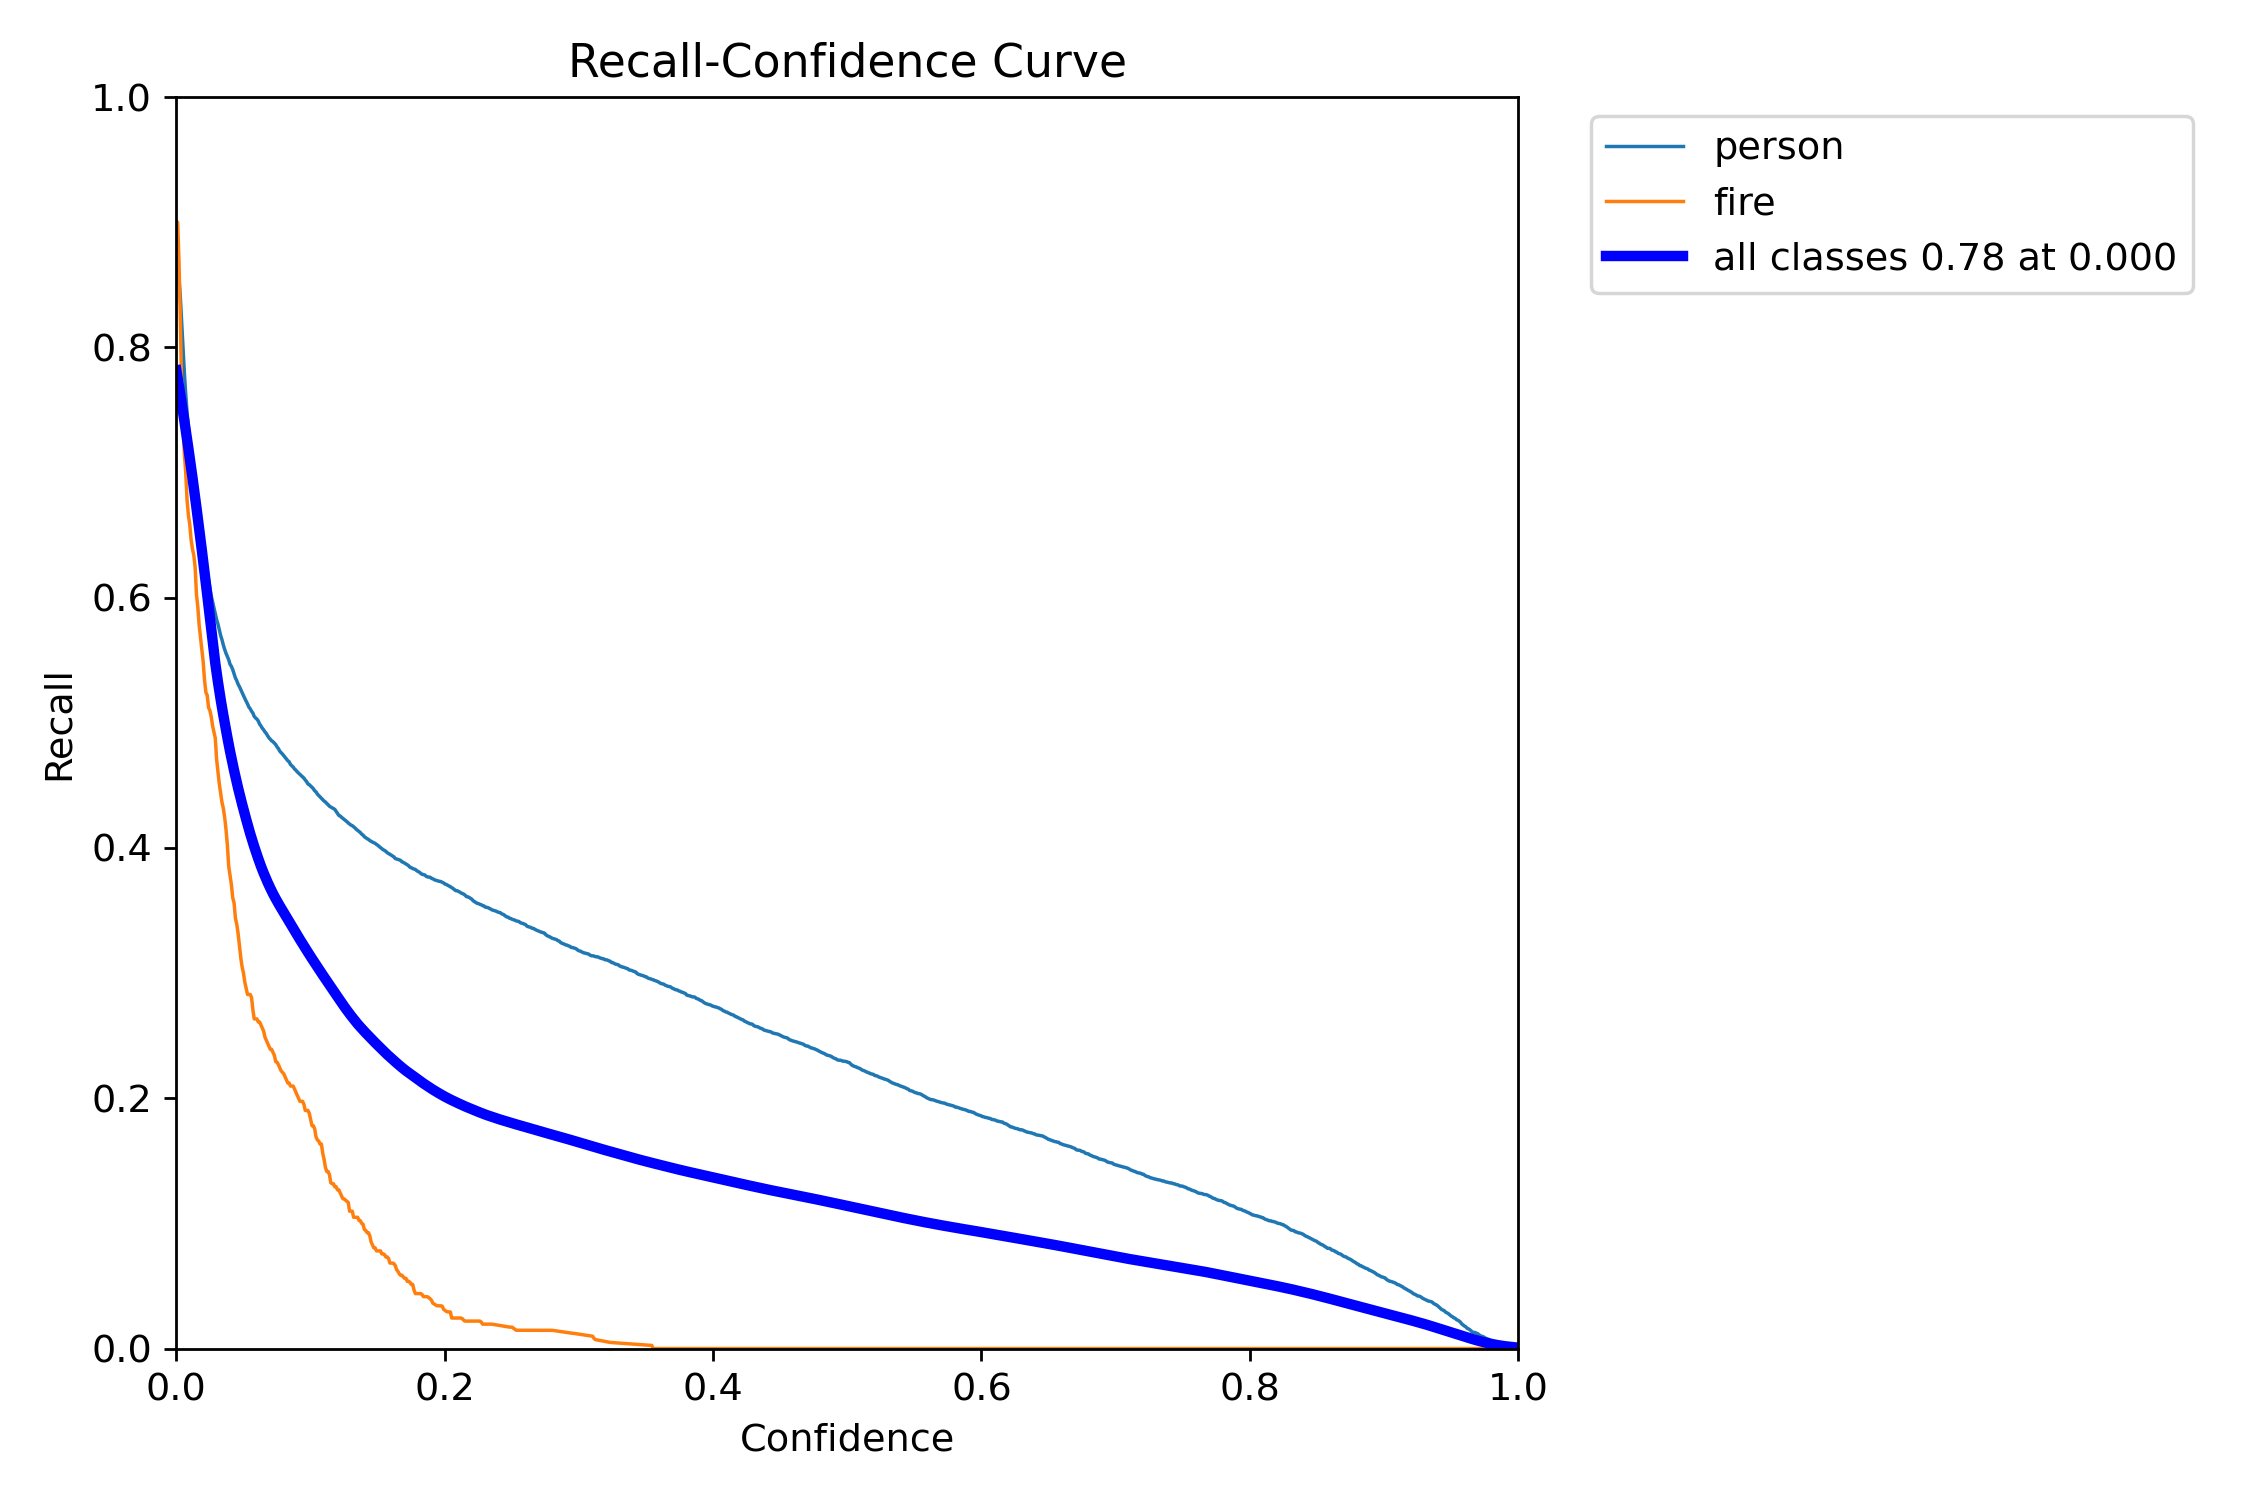 Recall-Confidence Curve
1.0
0.8
0.6
0.4
0.2
0.0
Recall
0.0 0.2 0.4 0.6 0.8 1.0
Confidence
person
fire
all classes 0.78 at 0.000